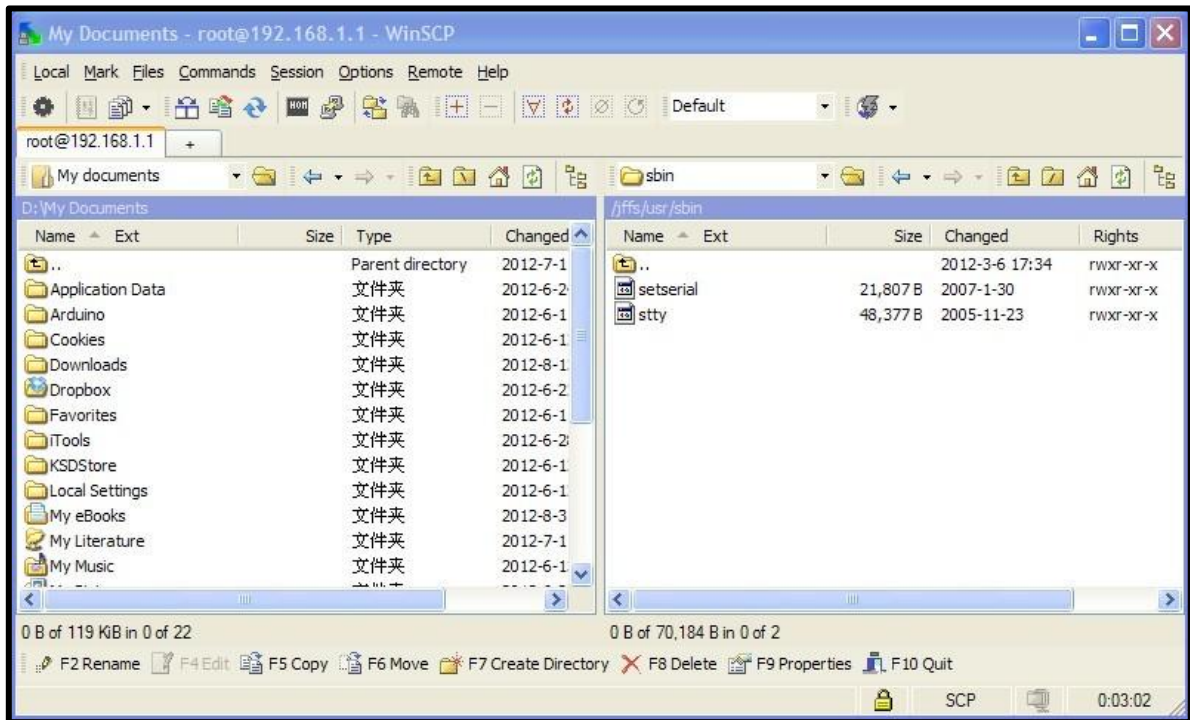 My Documents - root@192.168.1.1 - WinSCP
Local Mark Files Commands Session Options Remote Help
Default
root@192.168.1.1 +
My documents
sbin
D:\My Documents
Name Ext Size Type Changed
.. Parent directory 2012-7-1
Application Data 文件夹 2012-6-2
Arduino 文件夹 2012-6-1
Cookies 文件夹 2012-6-1
Downloads 文件夹 2012-8-1
Dropbox 文件夹 2012-6-2
Favorites 文件夹 2012-6-1
iTools 文件夹 2012-6-28
KSDStore 文件夹 2012-6-1
Local Settings 文件夹 2012-6-1
My eBooks 文件夹 2012-8-3
My Literature 文件夹 2012-7-1
My Music 文件夹 2012-6-1
0 B of 119 KiB in 0 of 22
/jffs/usr/sbin
Name Ext Size Changed Rights
.. 2012-3-6 17:34 rwxr-xr-x
setserial 21,807 B 2007-1-30 rwxr-xr-x
stty 48,377 B 2005-11-23 rwxr-xr-x
0 B of 70,184 B in 0 of 2
F2 Rename F4 Edit F5 Copy F6 Move F7 Create Directory F8 Delete F9 Properties F10 Quit
SCP 0:03:02